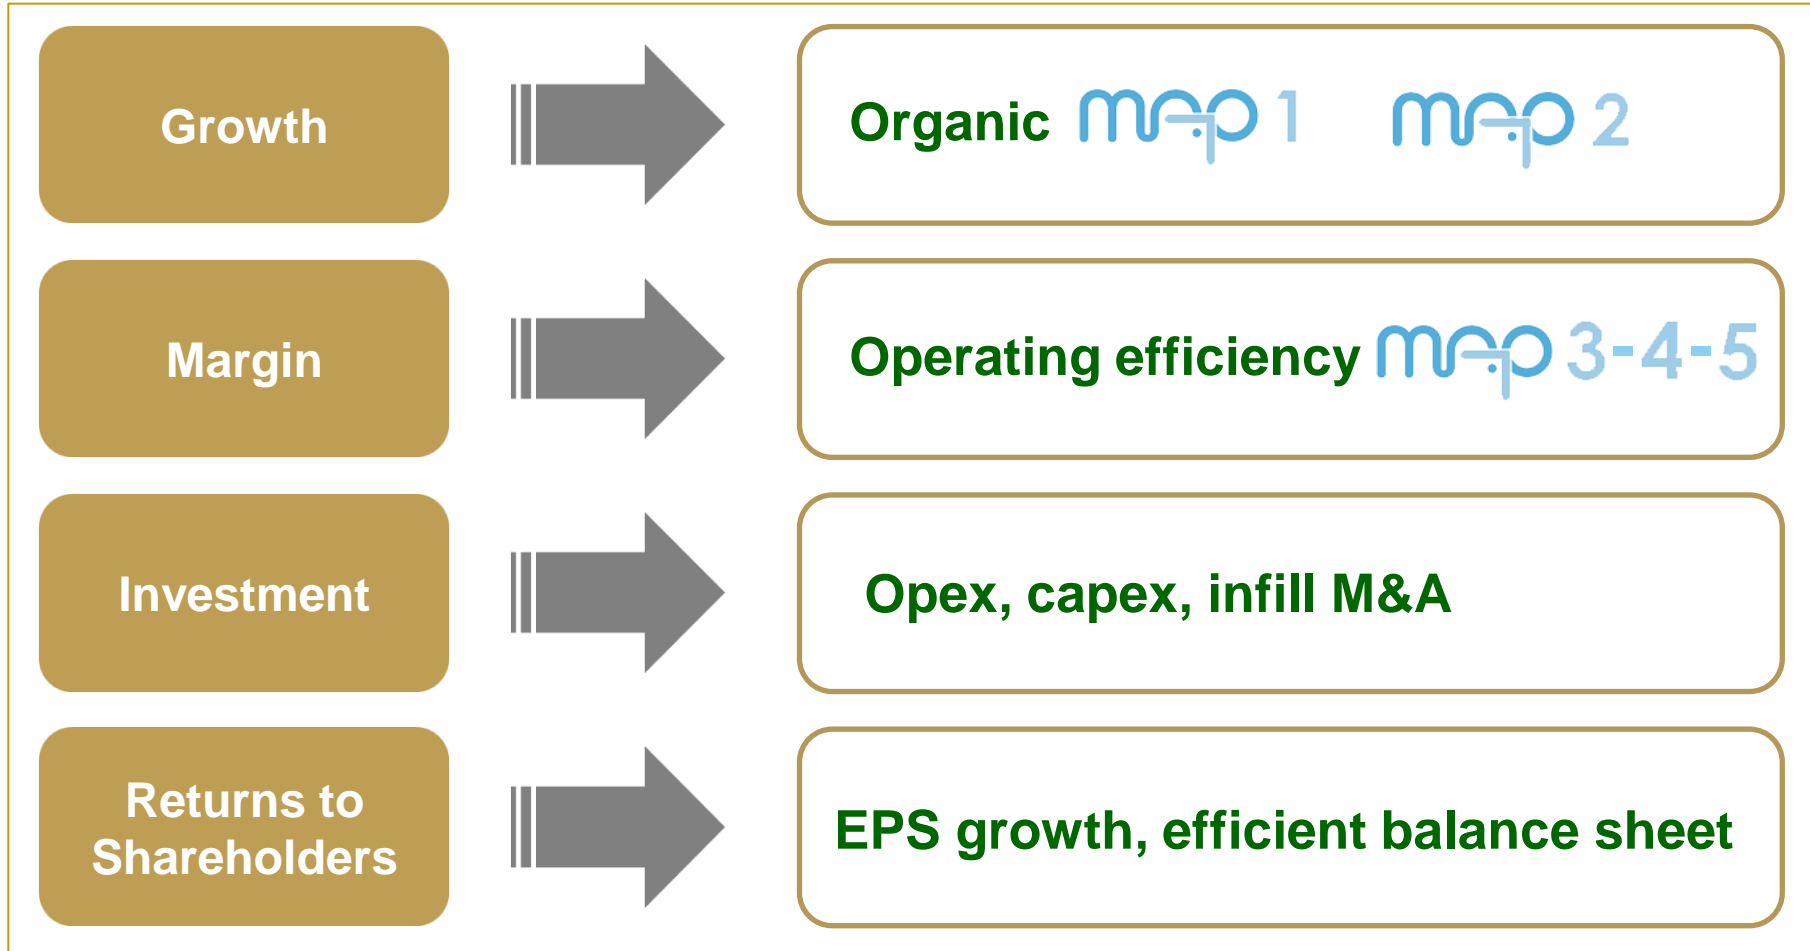 Growth
Organic map 1 map 2
Margin
Operating efficiency map 3-4-5
Investment
Opex, capex, infill M&A
Returns to
Shareholders
EPS growth, efficient balance sheet